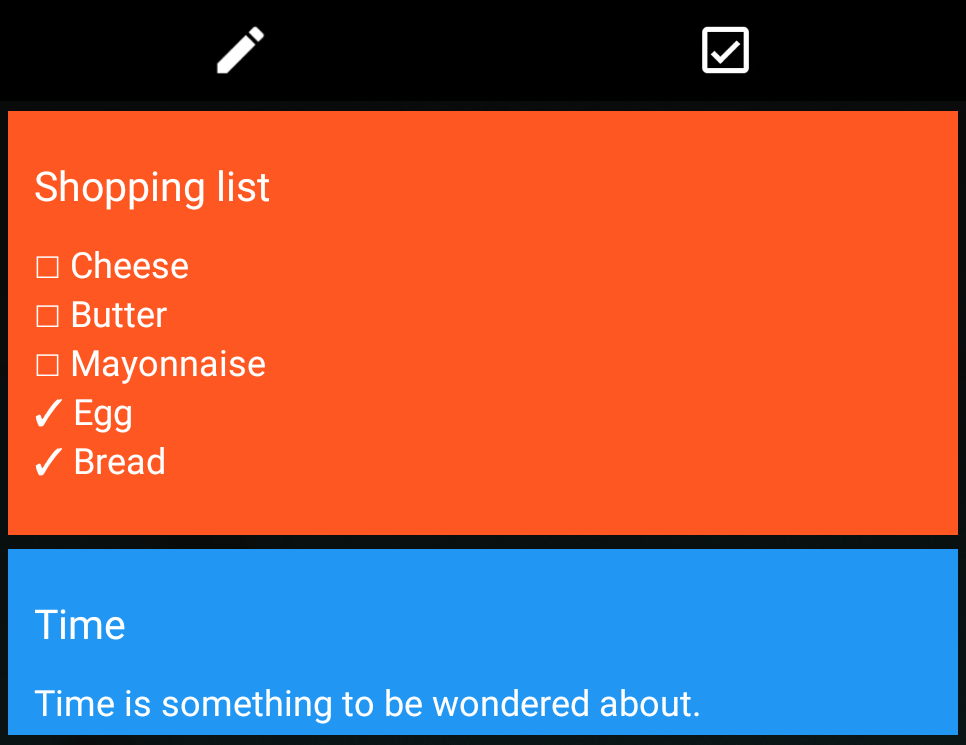 Shopping list
☐ Cheese
☐ Butter
☐ Mayonnaise
✓ Egg
✓ Bread
Time
Time is something to be wondered about.